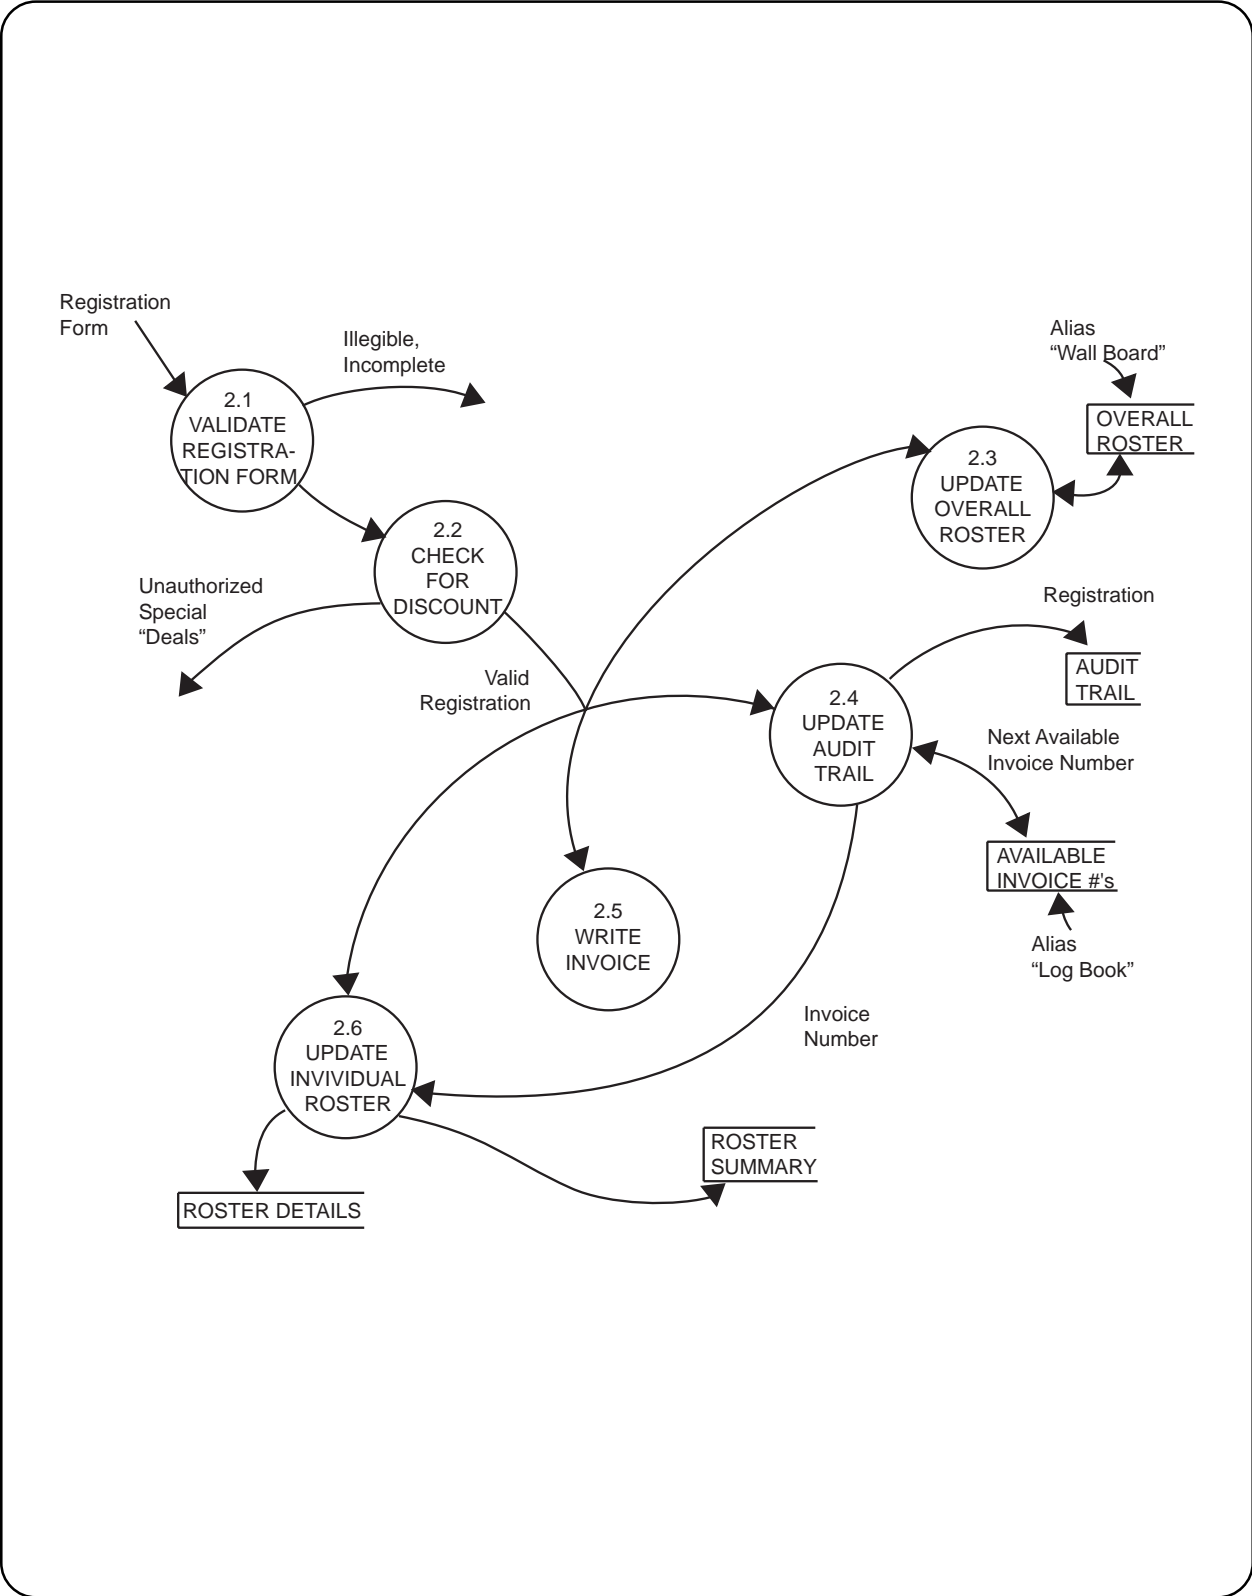 Registration
Form
Illegible,
Incomplete
Alias
“Wall Board”
2.1
VALIDATE
REGISTRA-
TION FORM
OVERALL
ROSTER
2.3
UPDATE
OVERALL
ROSTER
2.2
CHECK
FOR
DISCOUNT
Unauthorized
Special
“Deals”
Registration
Valid
Registration
AUDIT
TRAIL
2.4
UPDATE
AUDIT
TRAIL
Next Available
Invoice Number
AVAILABLE
INVOICE #'s
2.5
WRITE
INVOICE
Alias
“Log Book”
Invoice
Number
2.6
UPDATE
INVIVIDUAL
ROSTER
ROSTER
SUMMARY
ROSTER DETAILS